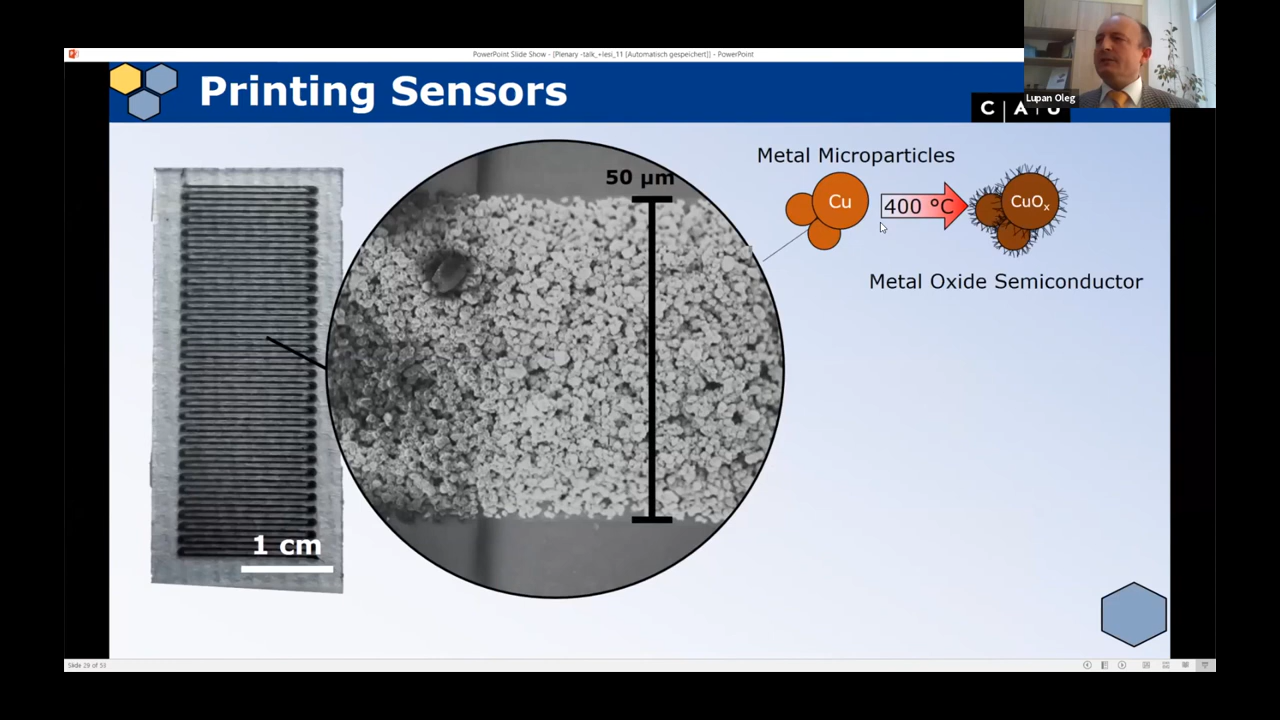 PowerPoint Slide Show - [Plenary -talk_+Iesi_11 [Automatisch gespeichert]] - PowerPoint
Printing Sensors
Lupan Oleg
C | A | U
Metal Microparticles
50 µm
Cu
400 °C
CuOx
Metal Oxide Semiconductor
1 cm
Slide 29 of 53